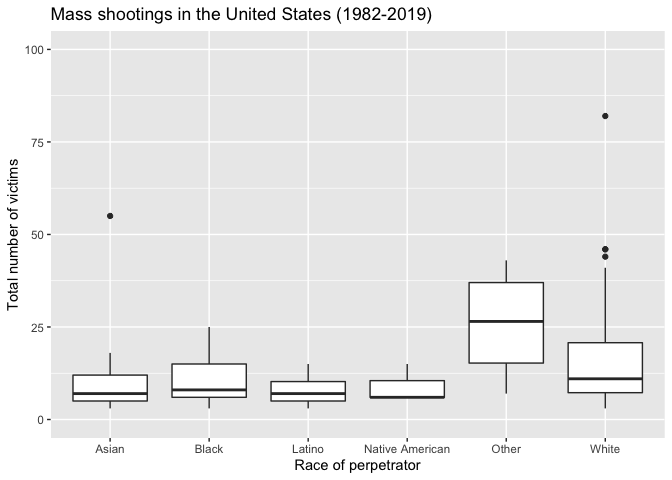 Mass shootings in the United States (1982-2019)
100
75
50
25
0
Total number of victims
Asian Black Latino Native American Other White
Race of perpetrator